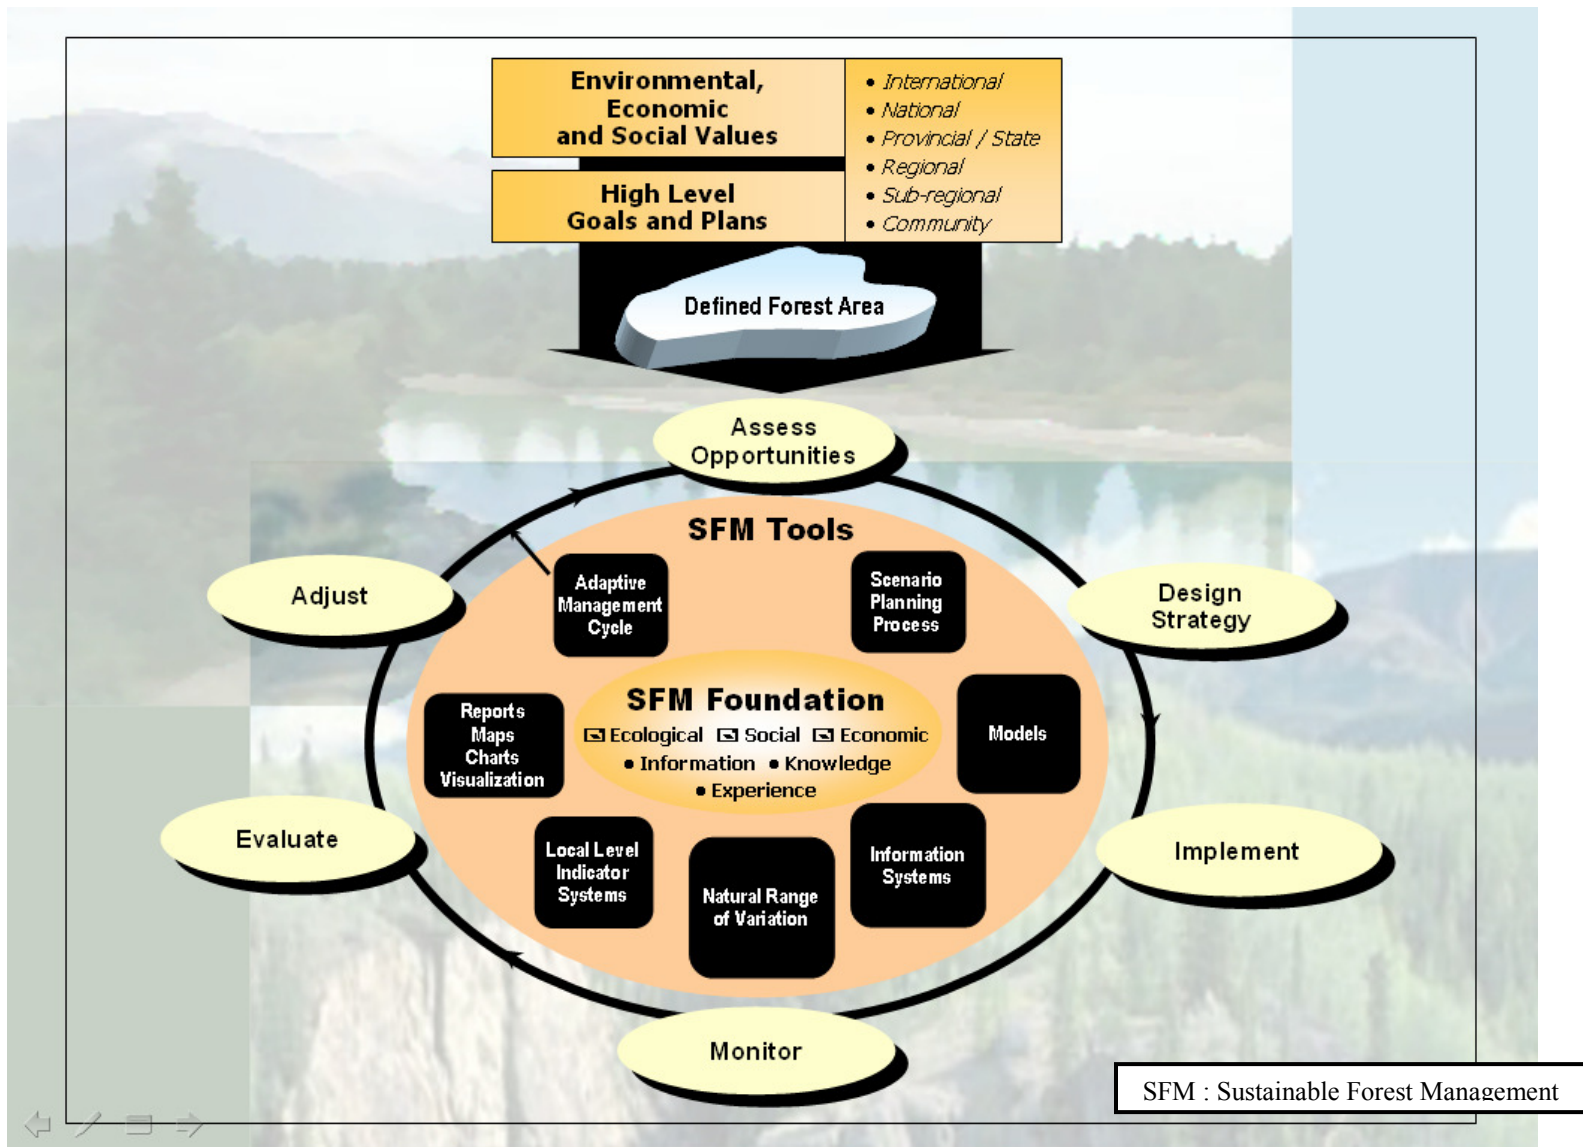 Environmental,
Economic
and Social Values
High Level
Goals and Plans
• International
• National
• Provincial / State
• Regional
• Sub-regional
• Community
Defined Forest Area
Assess
Opportunities
SFM Tools
Adaptive
Management
Cycle
Scenario
Planning
Process
Adjust
Design
Strategy
SFM Foundation
Ecological Social Economic
• Information • Knowledge
• Experience
Reports
Maps
Charts
Visualization
Models
Evaluate
Implement
Local Level
Indicator
Systems
Natural Range
of Variation
Information
Systems
Monitor
SFM : Sustainable Forest Management